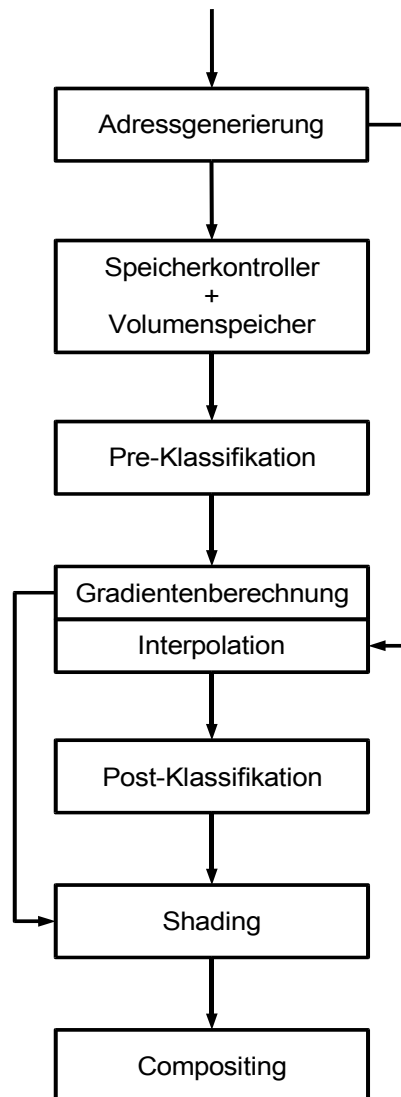 Adressgenerierung
Speicherkontroller
+
Volumenspeicher
Pre-Klassifikation
Gradientenberechnung
Interpolation
Post-Klassifikation
Shading
Compositing